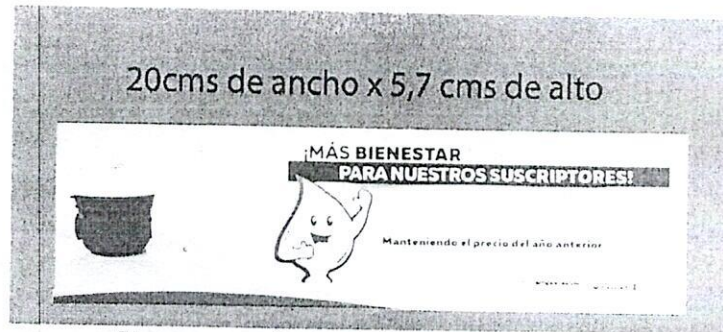 20cms de ancho x 5,7 cms de alto
¡MÁS BIENESTAR
PARA NUESTROS SUSCRIPTORES!
Manteniendo el precio del año anterior